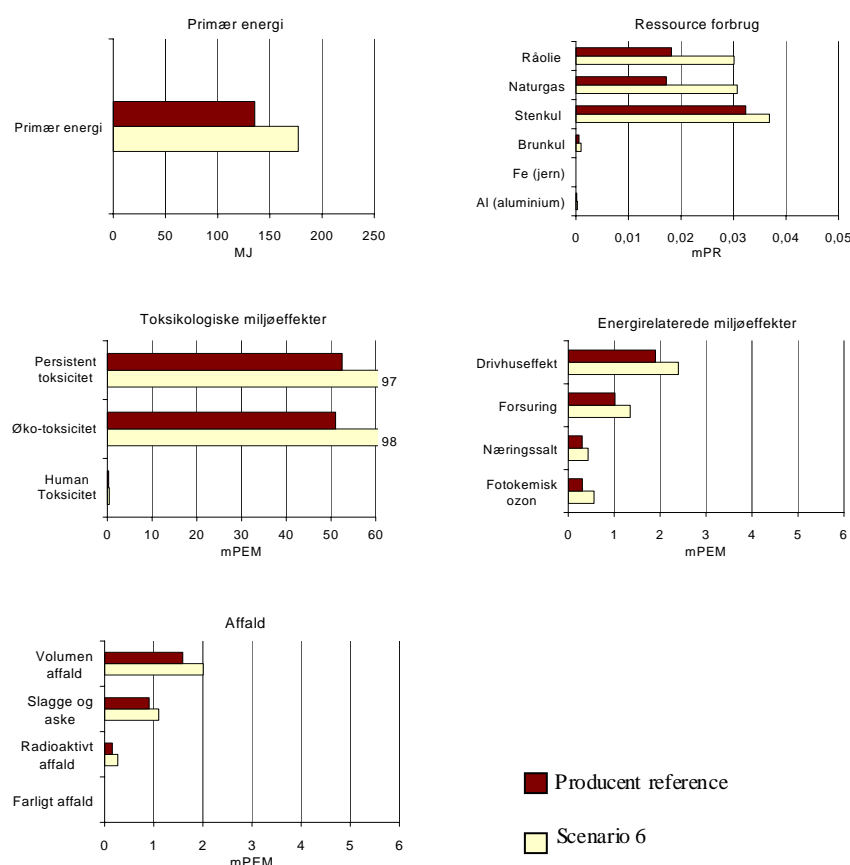 Primær energi
Primær energi
0 50 100 150 200 250
MJ
Ressource forbrug
Råolie
Naturgas
Stenkul
Brunkul
Fe (jern)
Al (aluminium)
0 0,01 0,02 0,03 0,04 0,05
mPR
Toksikologiske miljøeffekter
Persistent
toksicitet
97
Øko-toksicitet
98
Human
Toksicitet
0 10 20 30 40 50 60
mPEM
Energirelaterede miljøeffekter
Drivhuseffekt
Forsuring
Næringssalt
Fotokemisk
ozon
0 1 2 3 4 5 6
mPEM
Affald
Volumen
affald
Slagge og
aske
Radioaktivt
affald
Farligt affald
0 1 2 3 4 5 6
mPEM
Producent reference
Scenario 6